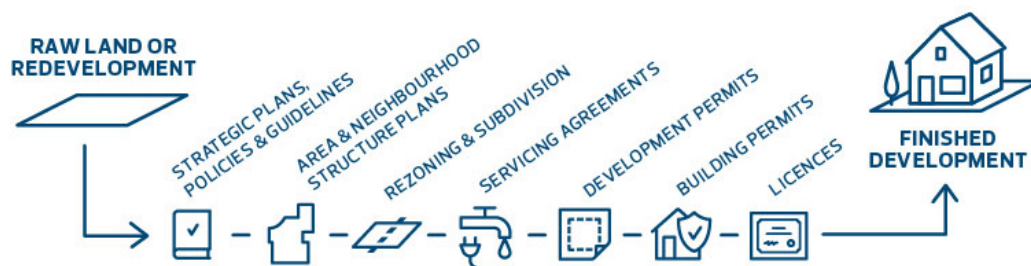 RAW LAND OR
REDEVELOPMENT
STRATEGIC PLANS,
POLICIES & GUIDELINES
AREA & NEIGHBOURHOOD
STRUCTURE PLANS
REZONING & SUBDIVISION
SERVICING AGREEMENTS
DEVELOPMENT PERMITS
BUILDING PERMITS
LICENCES
FINISHED
DEVELOPMENT